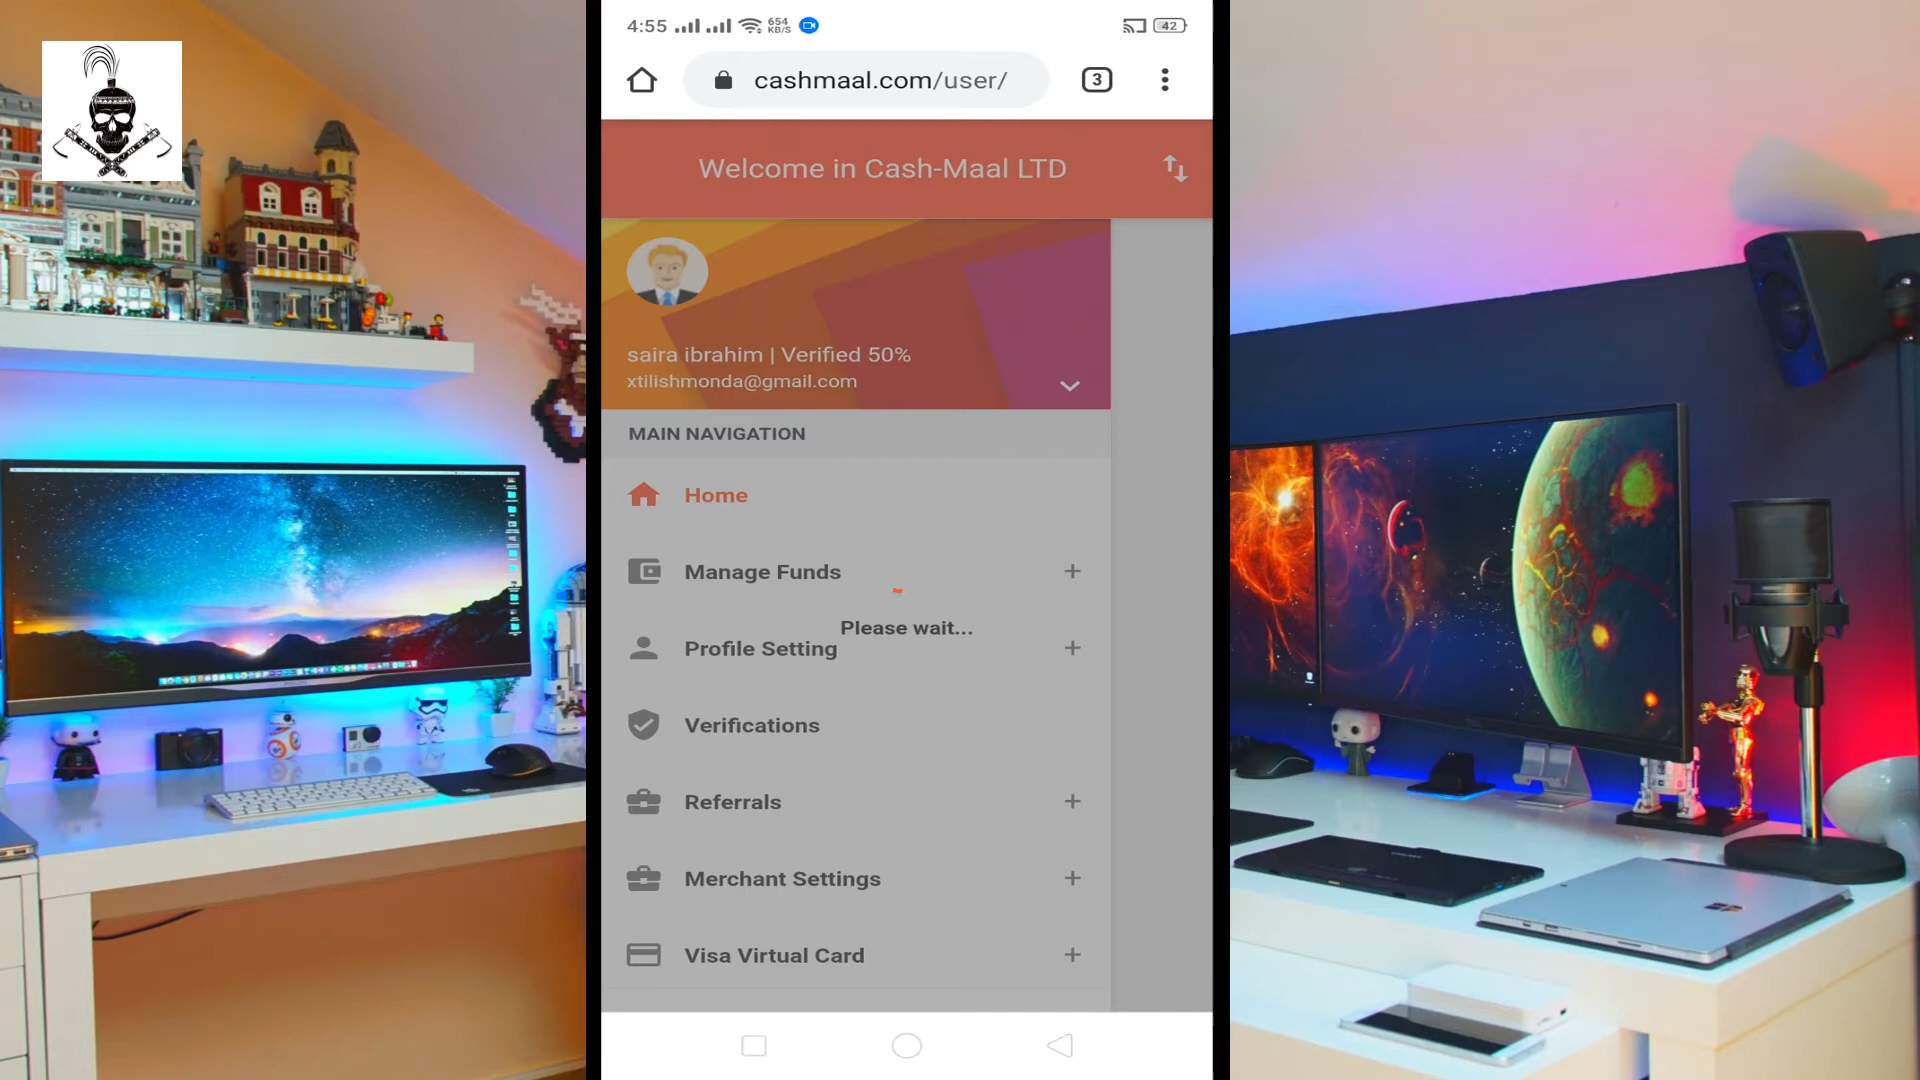 4:55 654 KB/S 42
cashmaal.com/user/ 3
Welcome in Cash-Maal LTD
saira ibrahim | Verified 50%
xtilishmonda@gmail.com
MAIN NAVIGATION
Home
Manage Funds +
Please wait...
Profile Setting +
Verifications
Referrals +
Merchant Settings +
Visa Virtual Card +